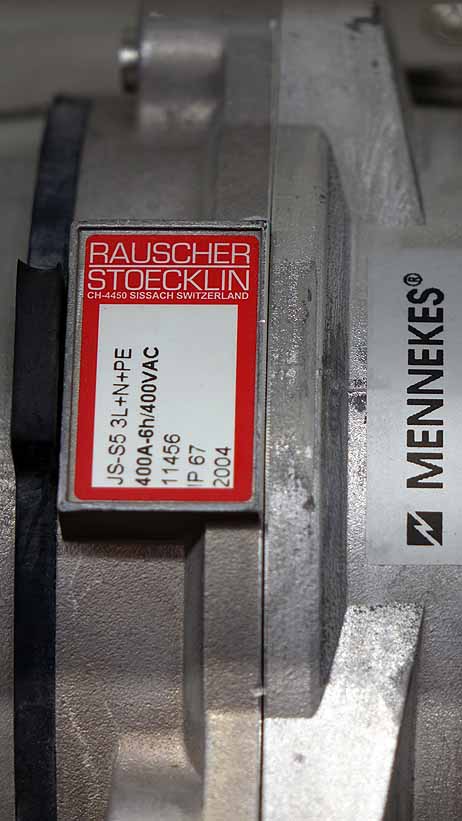 RAUSCHER
STOECKLIN
CH-4450 SISSACH SWITZERLAND
JS-S5 3L+N+PE
400A-6h/400VAC
11456
IP 67
2004
MENNEKES®